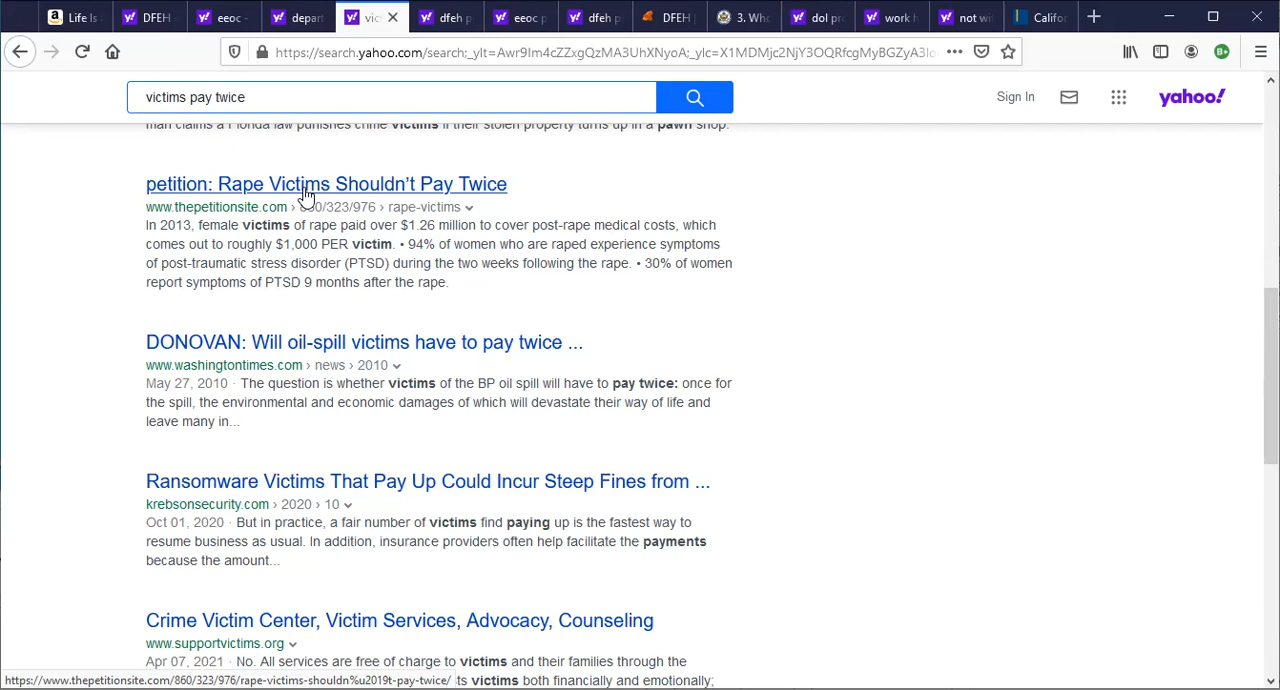 Life Is
DFEH
eeoc -
depart
vic
dfeh p
eeoc p
dfeh p
DFEH |
3. Who
dol pr
work h
not wi
Califor
https://search.yahoo.com/search;_ylt=Awr9Im4cZZxgQzMA3UhXNyoA;_ylc=X1MDMjc2NjY3OQRfcgMyBGZyA3lo
victims pay twice
Sign In
yahoo!
man claims a Florida law punishes crime victims if their stolen property turns up in a pawn shop.
petition: Rape Victims Shouldn't Pay Twice
www.thepetitionsite.com › 860/323/976 › rape-victims
In 2013, female victims of rape paid over $1.26 million to cover post-rape medical costs, which
comes out to roughly $1,000 PER victim. • 94% of women who are raped experience symptoms
of post-traumatic stress disorder (PTSD) during the two weeks following the rape. • 30% of women
report symptoms of PTSD 9 months after the rape.
DONOVAN: Will oil-spill victims have to pay twice ...
www.washingtontimes.com › news › 2010
May 27, 2010 · The question is whether victims of the BP oil spill will have to pay twice: once for
the spill, the environmental and economic damages of which will devastate their way of life and
leave many in...
Ransomware Victims That Pay Up Could Incur Steep Fines from ...
krebsonsecurity.com › 2020 › 10
Oct 01, 2020 · But in practice, a fair number of victims find paying up is the fastest way to
resume business as usual. In addition, insurance providers often help facilitate the payments
because the amount...
Crime Victim Center, Victim Services, Advocacy, Counseling
www.supportvictims.org
Apr 07, 2021 · No. All services are free of charge to victims and their families through the
https://www.thepetitionsite.com/860/323/976/rape-victims-shouldn%u2019t-pay-twice/ ts victims both financially and emotionally;